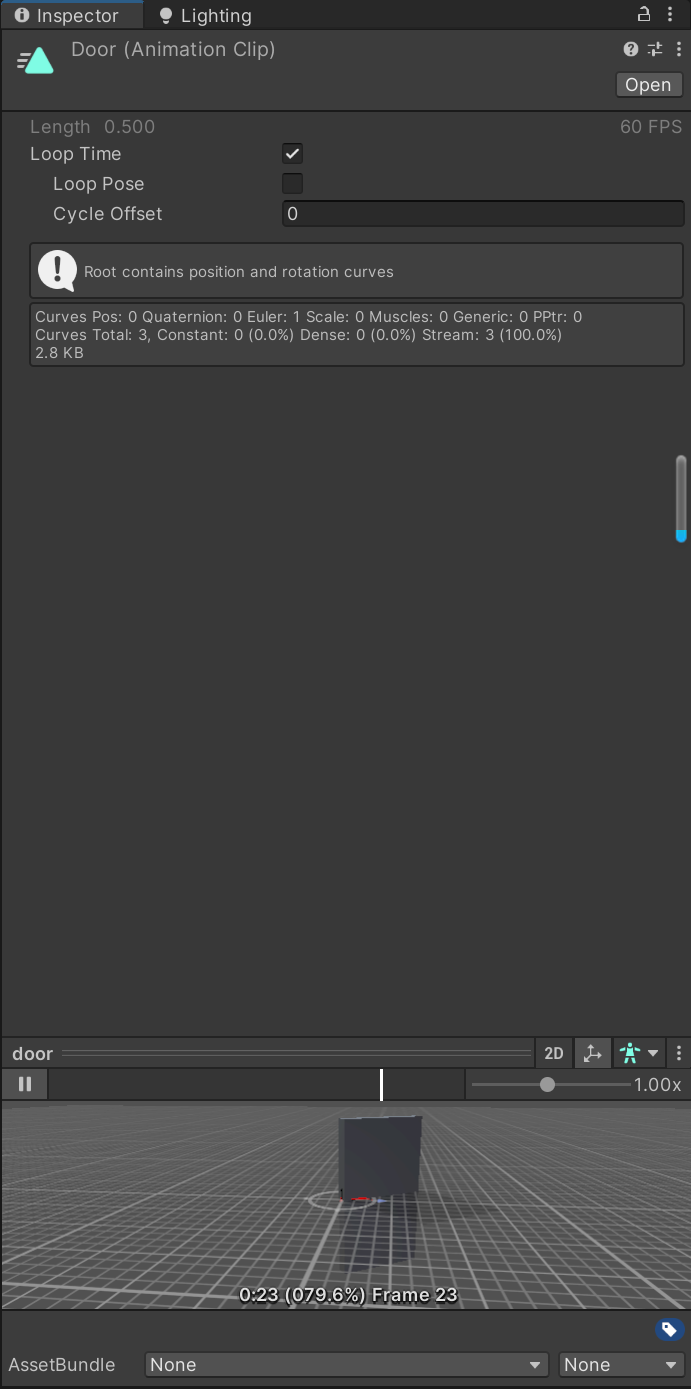 Inspector
Lighting
Door (Animation Clip)
Open
Length 0.500
60 FPS
Loop Time
Loop Pose
Cycle Offset
0
Root contains position and rotation curves
Curves Pos: 0 Quaternion: 0 Euler: 1 Scale: 0 Muscles: 0 Generic: 0 PPtr: 0
Curves Total: 3, Constant: 0 (0.0%) Dense: 0 (0.0%) Stream: 3 (100.0%)
2.8 KB
door
2D
1.00x
0:23 (079.6%) Frame 23
AssetBundle
None
None